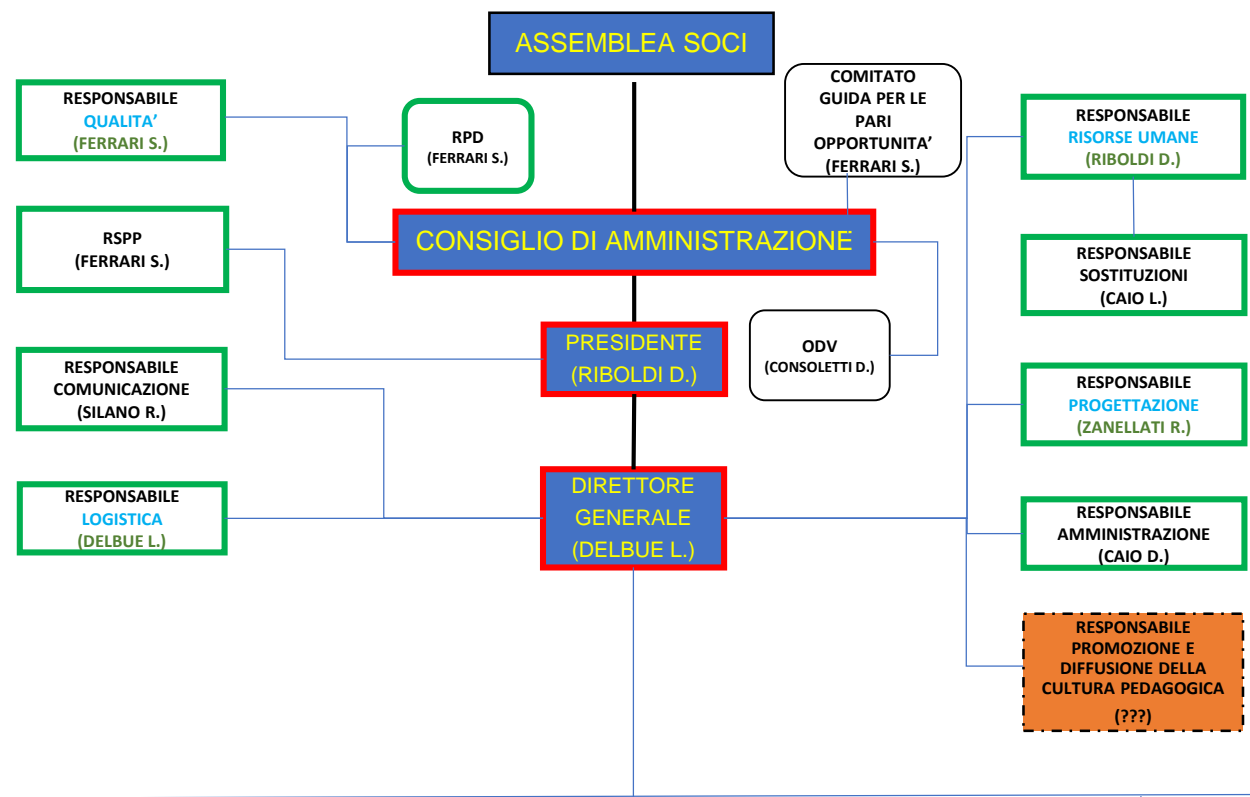 ASSEMBLEA SOCI
RESPONSABILE
QUALITA'
(FERRARI S.)
RPD
(FERRARI S.)
COMITATO
GUIDA PER LE
PARI
OPPORTUNITA'
(FERRARI S.)
RESPONSABILE
RISORSE UMANE
(RIBOLDI D.)
CONSIGLIO DI AMMINISTRAZIONE
RSPP
(FERRARI S.)
RESPONSABILE
SOSTITUZIONI
(CAIO L.)
PRESIDENTE
(RIBOLDI D.)
ODV
(CONSOLETTI D.)
RESPONSABILE
COMUNICAZIONE
(SILANO R.)
RESPONSABILE
PROGETTAZIONE
(ZANELLATI R.)
DIRETTORE
GENERALE
(DELBUE L.)
RESPONSABILE
LOGISTICA
(DELBUE L.)
RESPONSABILE
AMMINISTRAZIONE
(CAIO D.)
RESPONSABILE
PROMOZIONE E
DIFFUSIONE DELLA
CULTURA PEDAGOGICA
(???)